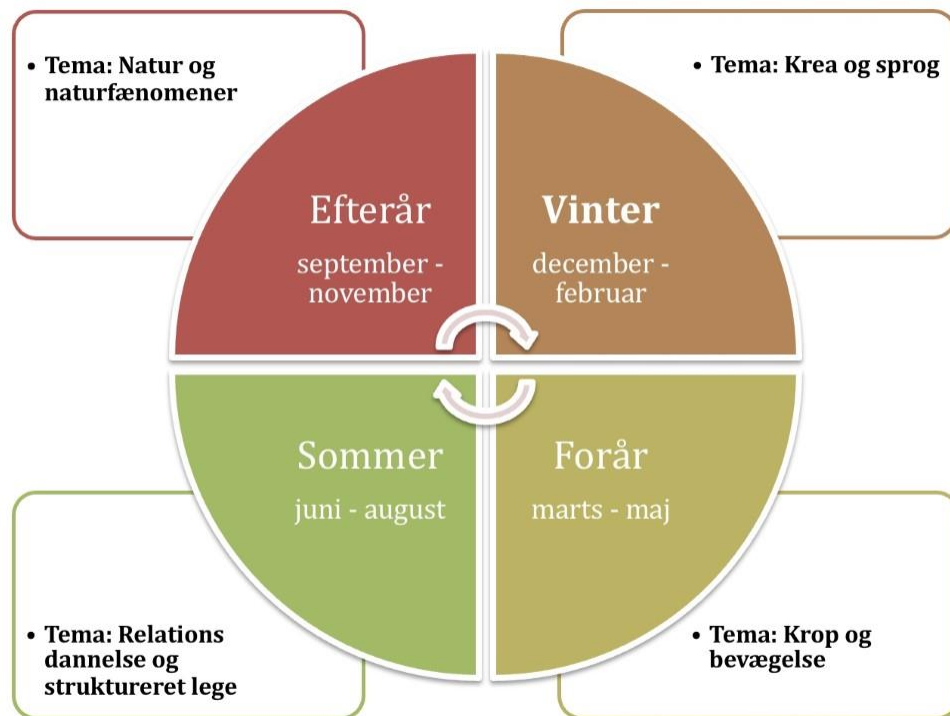 • Tema: Natur og
naturfænomener
• Tema: Krea og sprog
Efterår
september -
november
Vinter
december -
februar
Sommer
juni - august
Forår
marts - maj
• Tema: Relations
dannelse og
struktureret lege
• Tema: Krop og
bevægelse